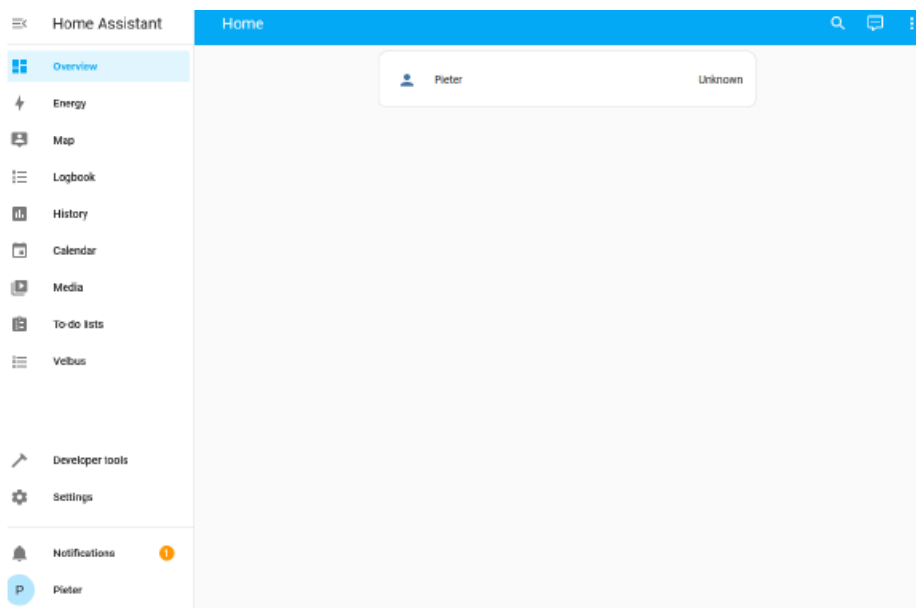 Home Assistant
Home
Overview
Pieter
Unknown
Energy
Map
Logbook
History
Calendar
Media
To-do lists
Velbus
Developer tools
Settings
Notifications
1
P
Pieter